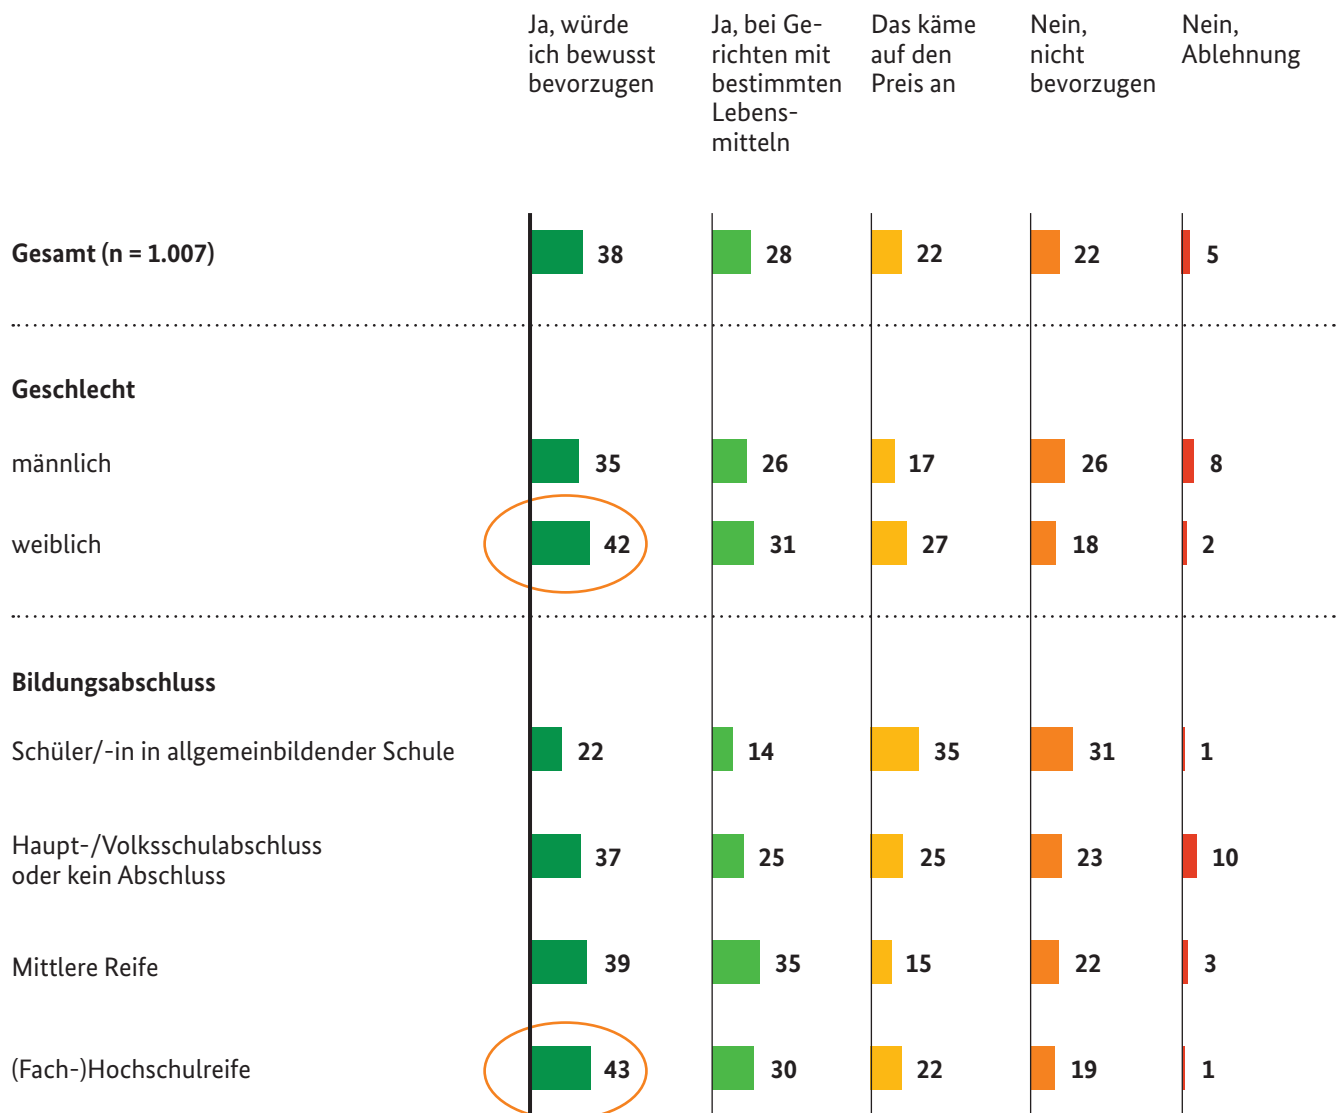 Ja, würde
ich bewusst
bevorzugen
Ja, bei Ge-
richten mit
bestimmten
Lebens-
mitteln
Das käme
auf den
Preis an
Nein,
nicht
bevorzugen
Nein,
Ablehnung
Gesamt (n = 1.007) 38 28 22 22 5
Geschlecht
männlich 35 26 17 26 8
weiblich 42 31 27 18 2
Bildungsabschluss
Schüler/-in in allgemeinbildender Schule 22 14 35 31 1
Haupt-/Volksschulabschluss
oder kein Abschluss 37 25 25 23 10
Mittlere Reife 39 35 15 22 3
(Fach-)Hochschulreife 43 30 22 19 1